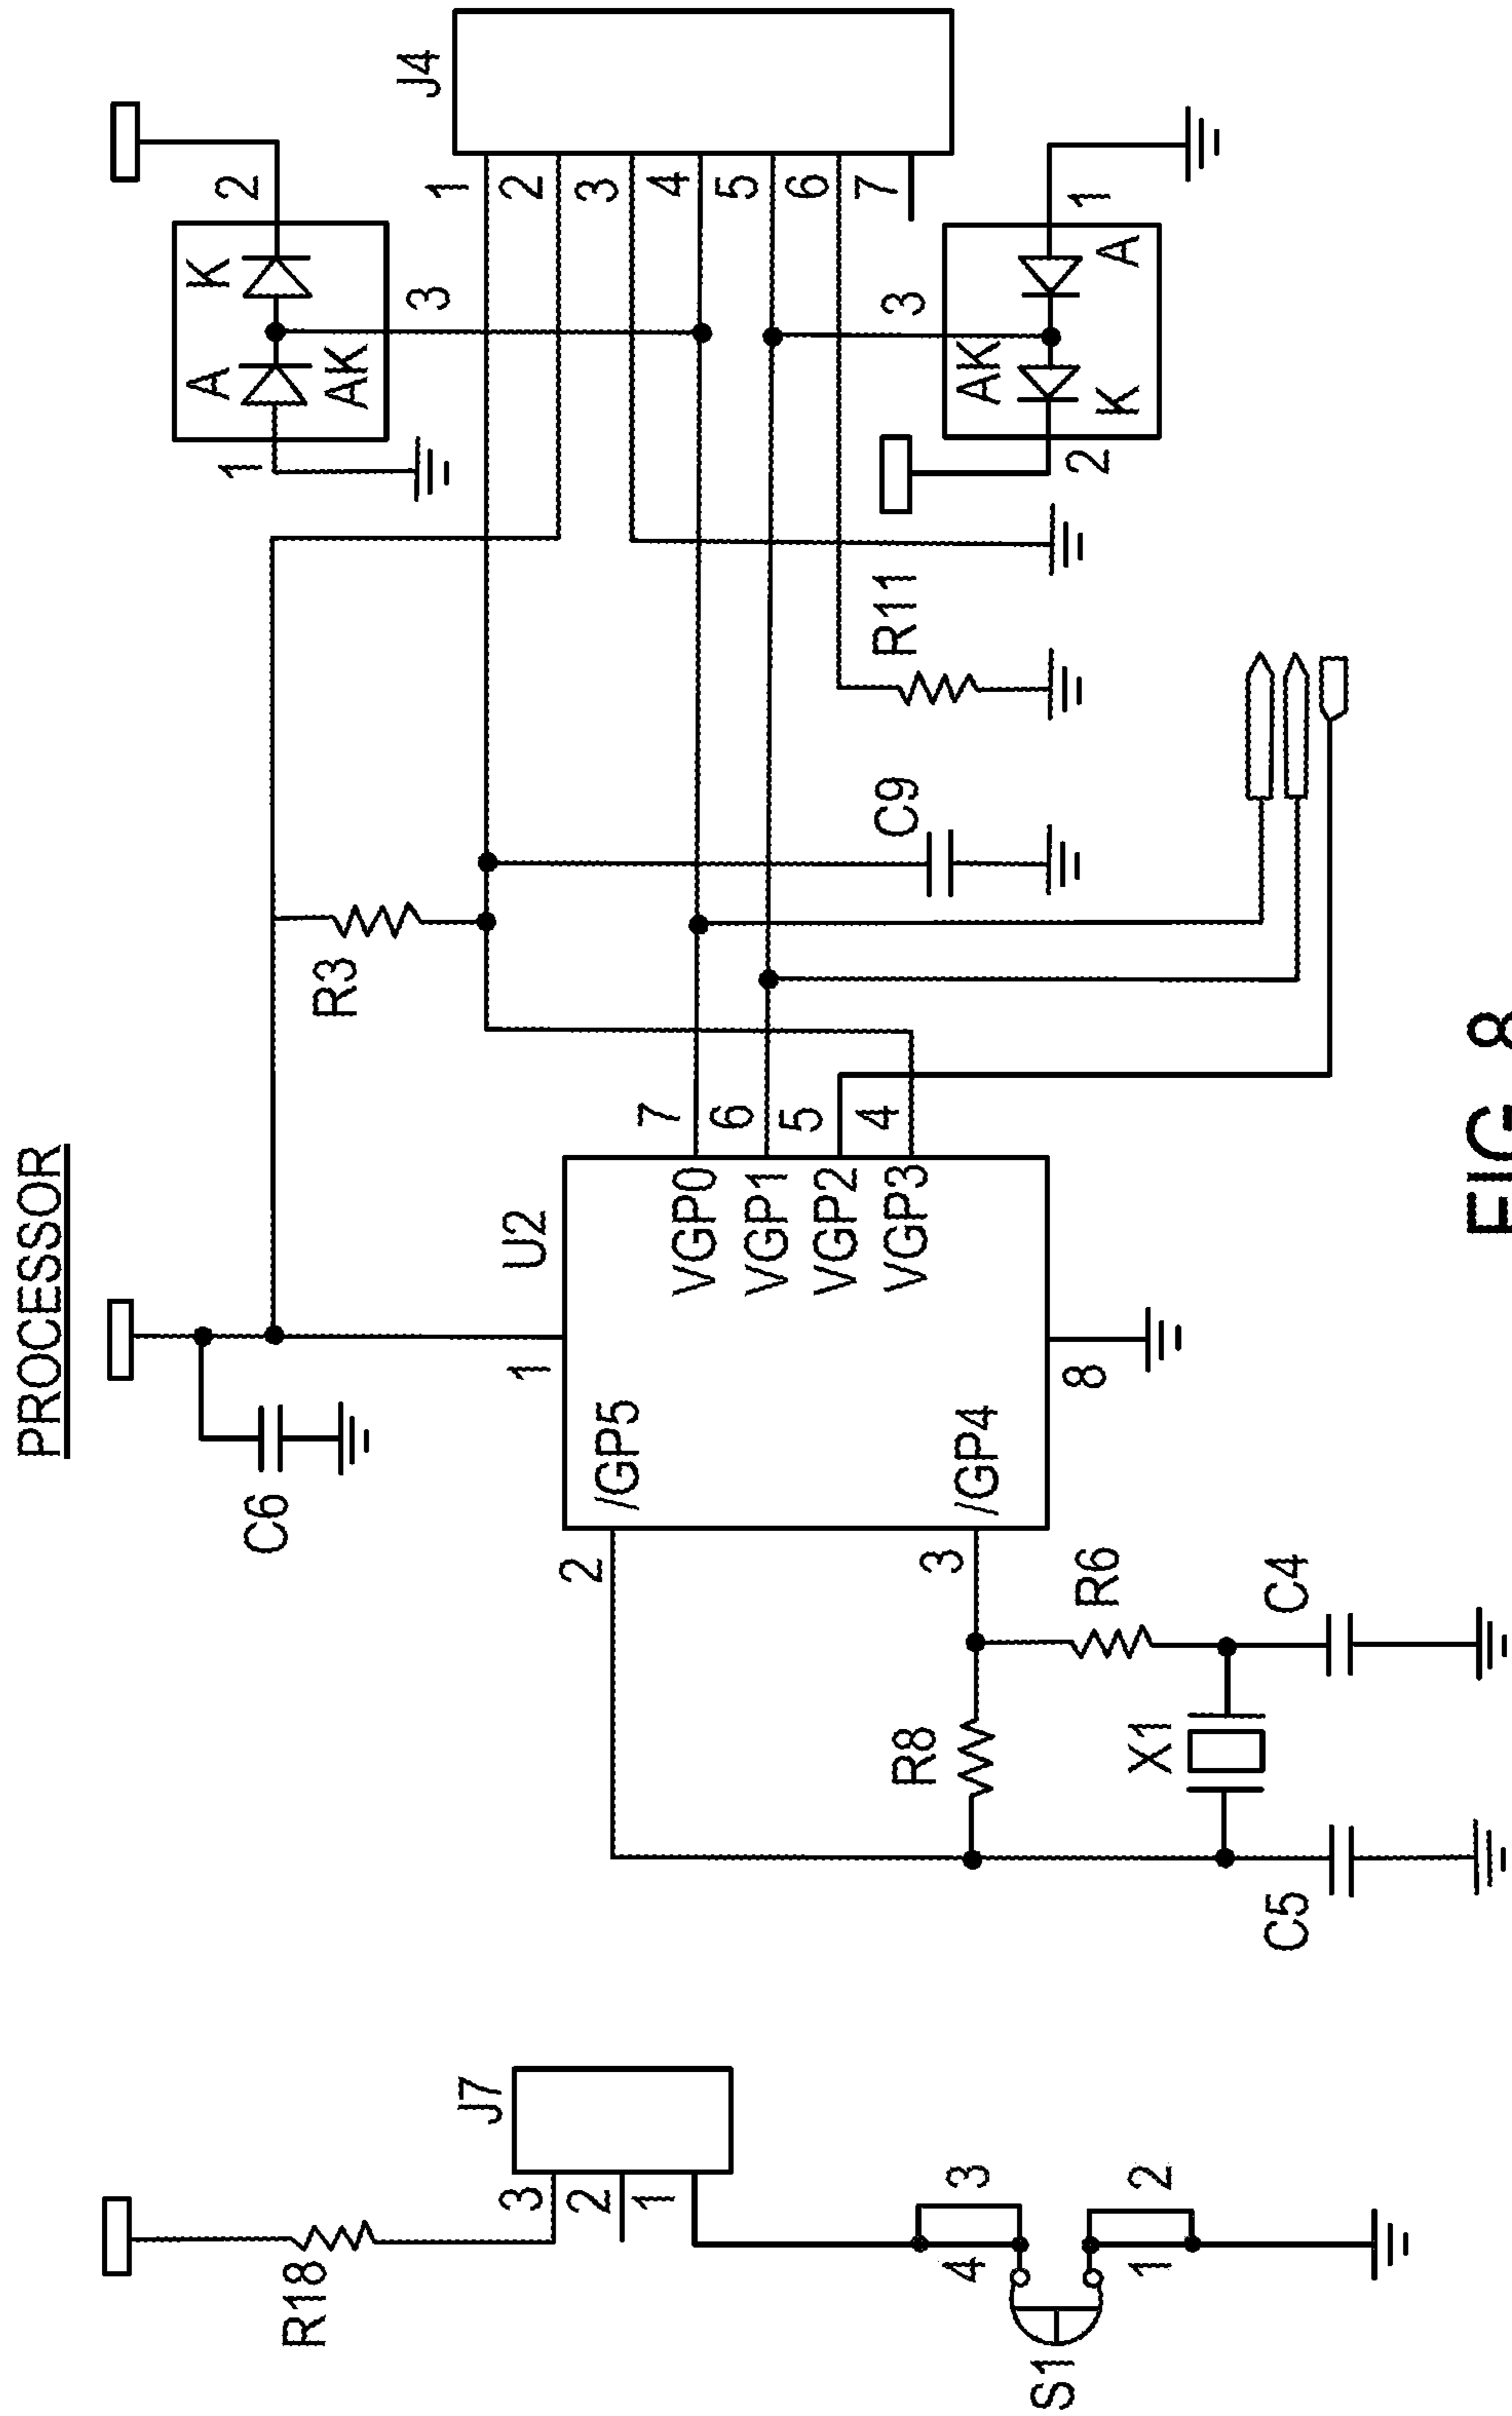 PROCESSOR
R18
J7
3
2
1
S1
4
3
1
2
C6
1
U2
/GP5
2
/GP4
3
8
VGP0
7
VGP1
6
VGP2
5
VGP3
4
R8
R6
X1
C5
C4
R3
C9
R11
1
A
K
2
AK
3
J4
1
2
3
4
5
6
7
3
AK
A
1
2
K
FIG 8